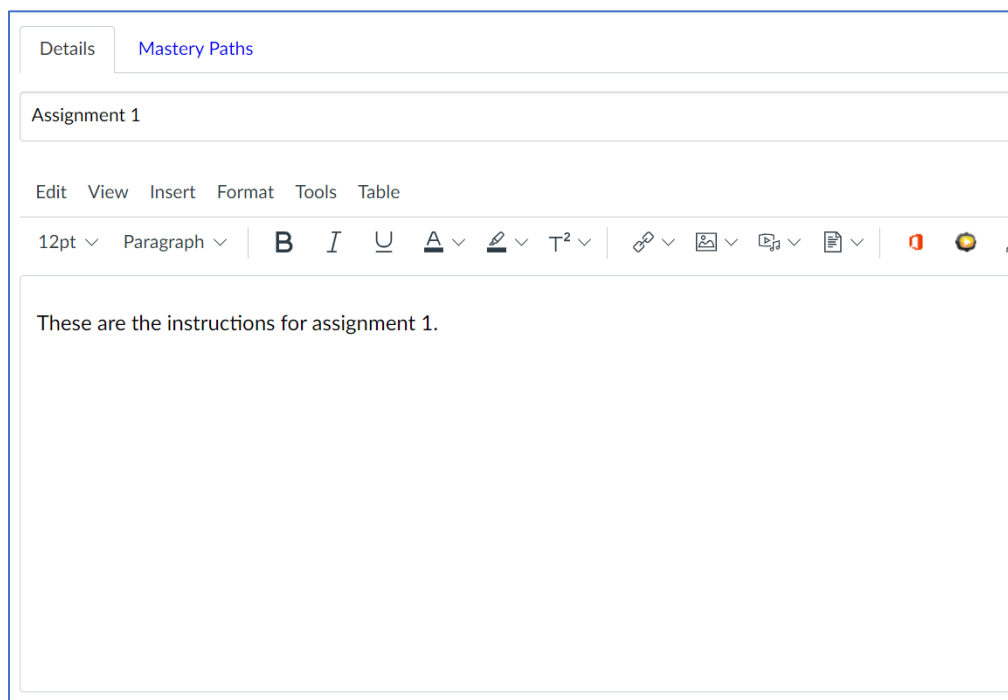 Details Mastery Paths
Assignment 1
Edit View Insert Format Tools Table
12pt Paragraph B I U A T²
These are the instructions for assignment 1.